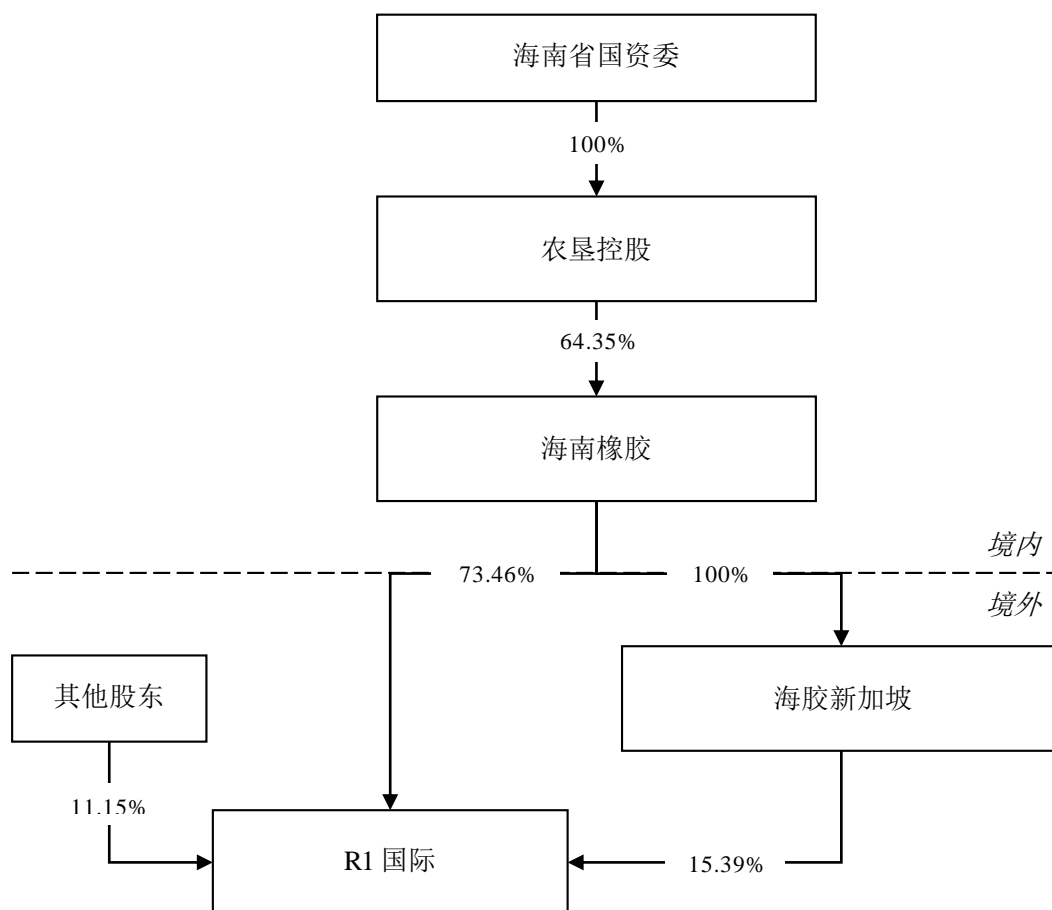 海南省国资委
100%
农垦控股
64.35%
海南橡胶
境内
73.46%
100%
境外
其他股东
海胶新加坡
11.15%
R1 国际
15.39%